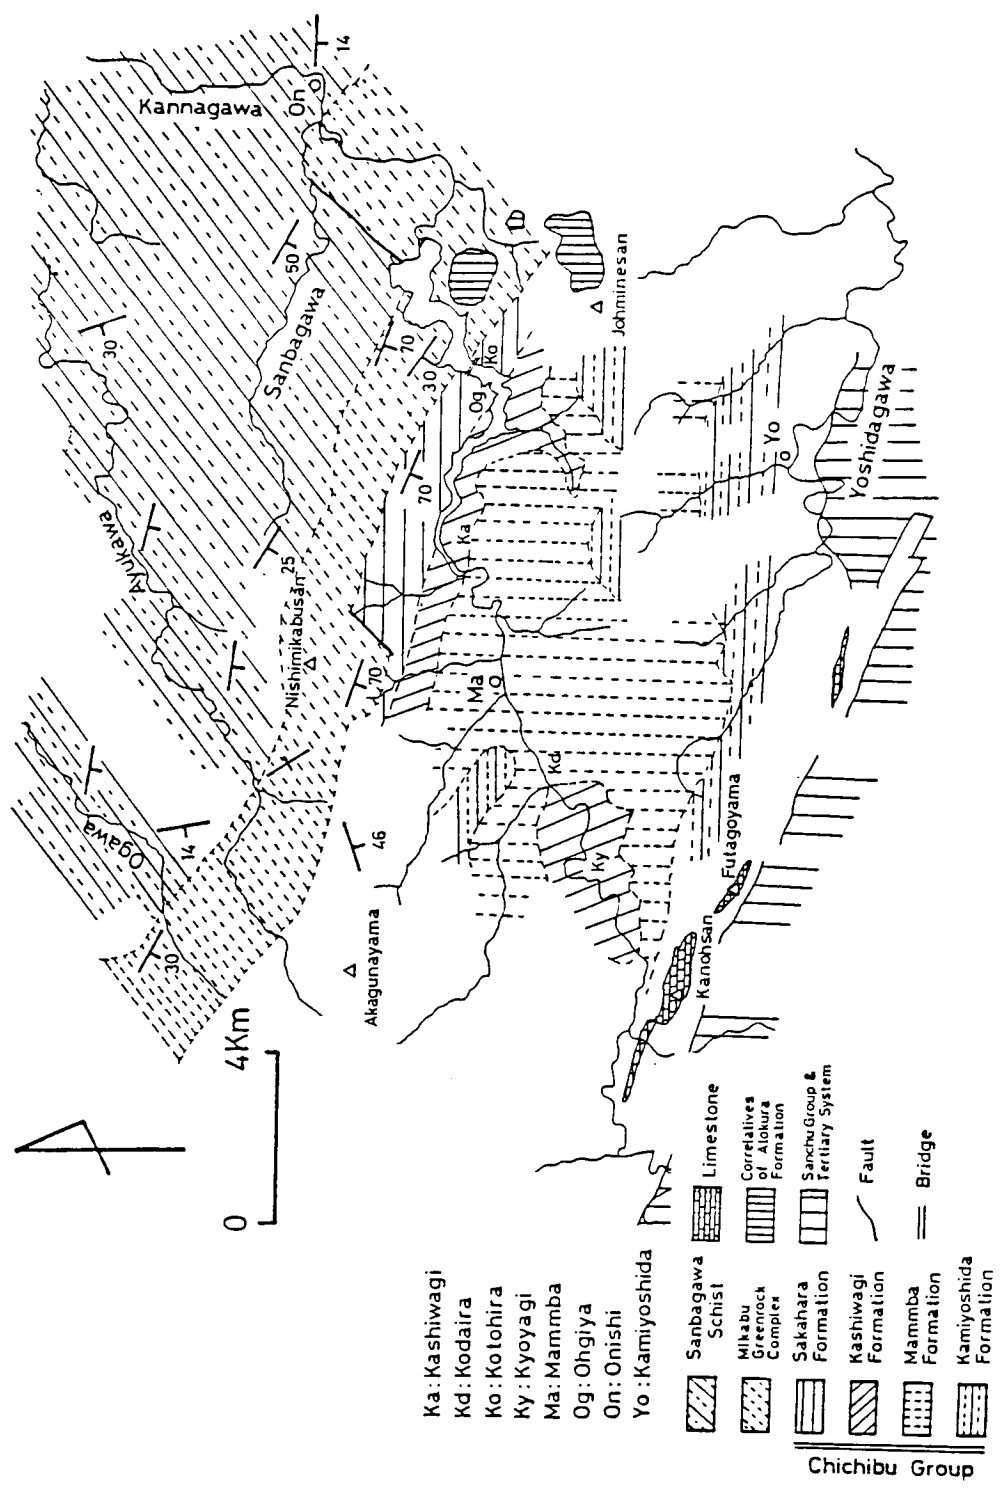 14
Kannagawa
On
50
30
Sanbagawa
70
30
Ko
Og
Johminesan
Ayukawa
70
Ka
25
Nishimikabusan
Yo
Yoshidagawa
Ogawa
14
70
Ma
46
Kd
Ky
Futagoyama
30
Akagunayama
Kanohsan
0
4Km
Ka:Kashiwagi
Kd:Kodaira
Ko:Kotohira
Ky:Kyoyagi
Ma:Mammba
Og:Ohgiya
On:Onishi
Yo:Kamiyoshida
Sanbagawa
Schist
Mikabu
Greenrock
Complex
Sakahara
Formation
Kashiwagi
Formation
Mammba
Formation
Kamiyoshida
Formation
Chichibu Group
Limestone
Correlatives
of Alokura
Formation
Sanchu Group &
Tertiary System
Fault
Bridge